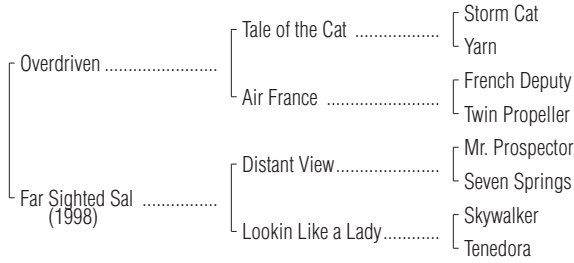 Storm Cat
Tale of the Cat ..................
Yarn
Overdriven ........................
French Deputy
Air France ........................
Twin Propeller
Mr. Prospector
Distant View......................
Seven Springs
Far Sighted Sal ................
(1998)
Skywalker
Lookin Like a Lady............
Tenedora